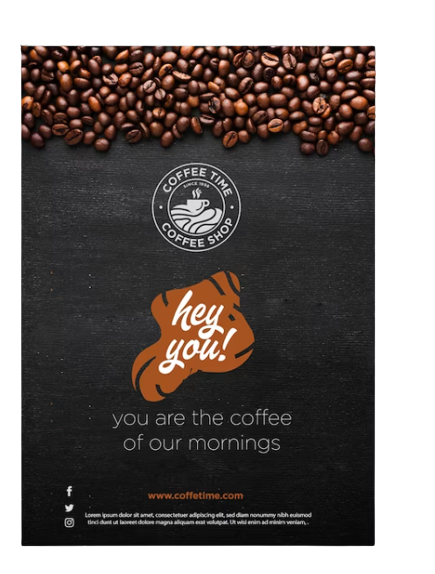 COFFEE TIME
SINCE 1898
COFFEE SHOP
hey
you!
you are the coffee
of our mornings
www.coffetime.com
Lorem ipsum dolor sit amet, consectetuer adipiscing elit, sed diam nonummy nibh euismod
tinci dunt ut laoreet dolore magna aliquam erat volutpat. Ut wisi enim ad minim veniam, .